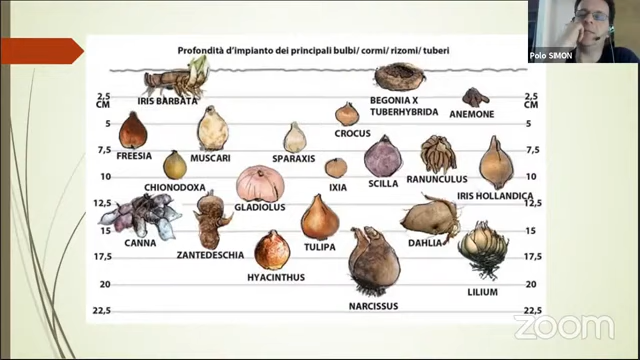 Polo SIMON
Profondità d'impianto dei principali bulbi/ cormi/ rizomi/ tuberi
2,5
CM
IRIS BARBATA
BEGONIA X
TUBERHYBRIDA
ANEMONE
2,5
CM
5
CROCUS
5
FREESIA
MUSCARI
SPARAXIS
7,5
7,5
CHIONODOXA
IXIA
SCILLA
RANUNCULUS
10
10
IRIS HOLLANDICA
GLADIOLUS
12,5
12,5
CANNA
ZANTEDESCHIA
TULIPA
DAHLIA
15
15
HYACINTHUS
17,5
17,5
NARCISSUS
LILIUM
20
20
22,5
22,5
zoom